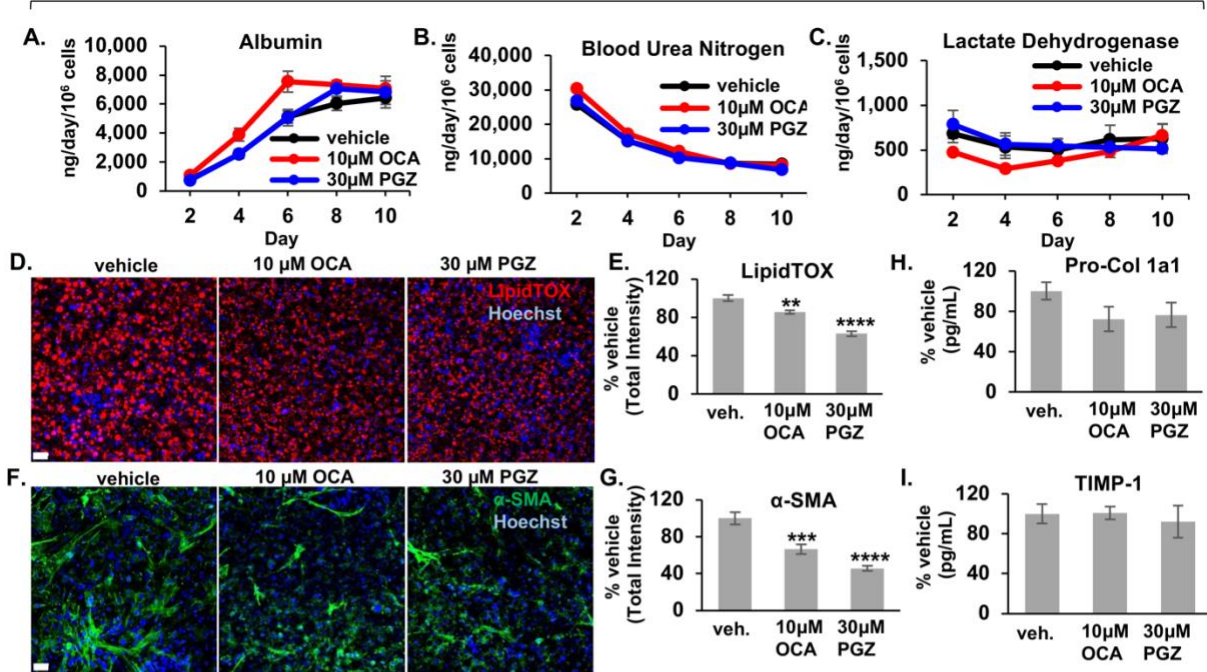 A.
Albumin
10,000
8,000
6,000
4,000
2,000
0
ng/day/10⁶ cells
vehicle
10µM OCA
30µM PGZ
2 4 6 8 10
Day
B.
Blood Urea Nitrogen
40,000
30,000
20,000
10,000
0
ng/day/10⁶ cells
vehicle
10µM OCA
30µM PGZ
2 4 6 8 10
Day
C.
Lactate Dehydrogenase
1,500
1,000
500
0
ng/day/10⁶ cells
vehicle
10µM OCA
30µM PGZ
2 4 6 8 10
Day
D.
vehicle
10 µM OCA
30 µM PGZ
LipidTOX
Hoechst
E.
LipidTOX
120
80
40
0
% vehicle
(Total Intensity)
**
****
veh.
10µM
OCA
30µM
PGZ
H.
Pro-Col 1a1
120
80
40
0
% vehicle
(pg/mL)
veh.
10µM
OCA
30µM
PGZ
F.
vehicle
10 µM OCA
30 µM PGZ
α-SMA
Hoechst
G.
α-SMA
120
80
40
0
% vehicle
(Total Intensity)
***
****
veh.
10µM
OCA
30µM
PGZ
I.
TIMP-1
120
80
40
0
% vehicle
(pg/mL)
veh.
10µM
OCA
30µM
PGZ